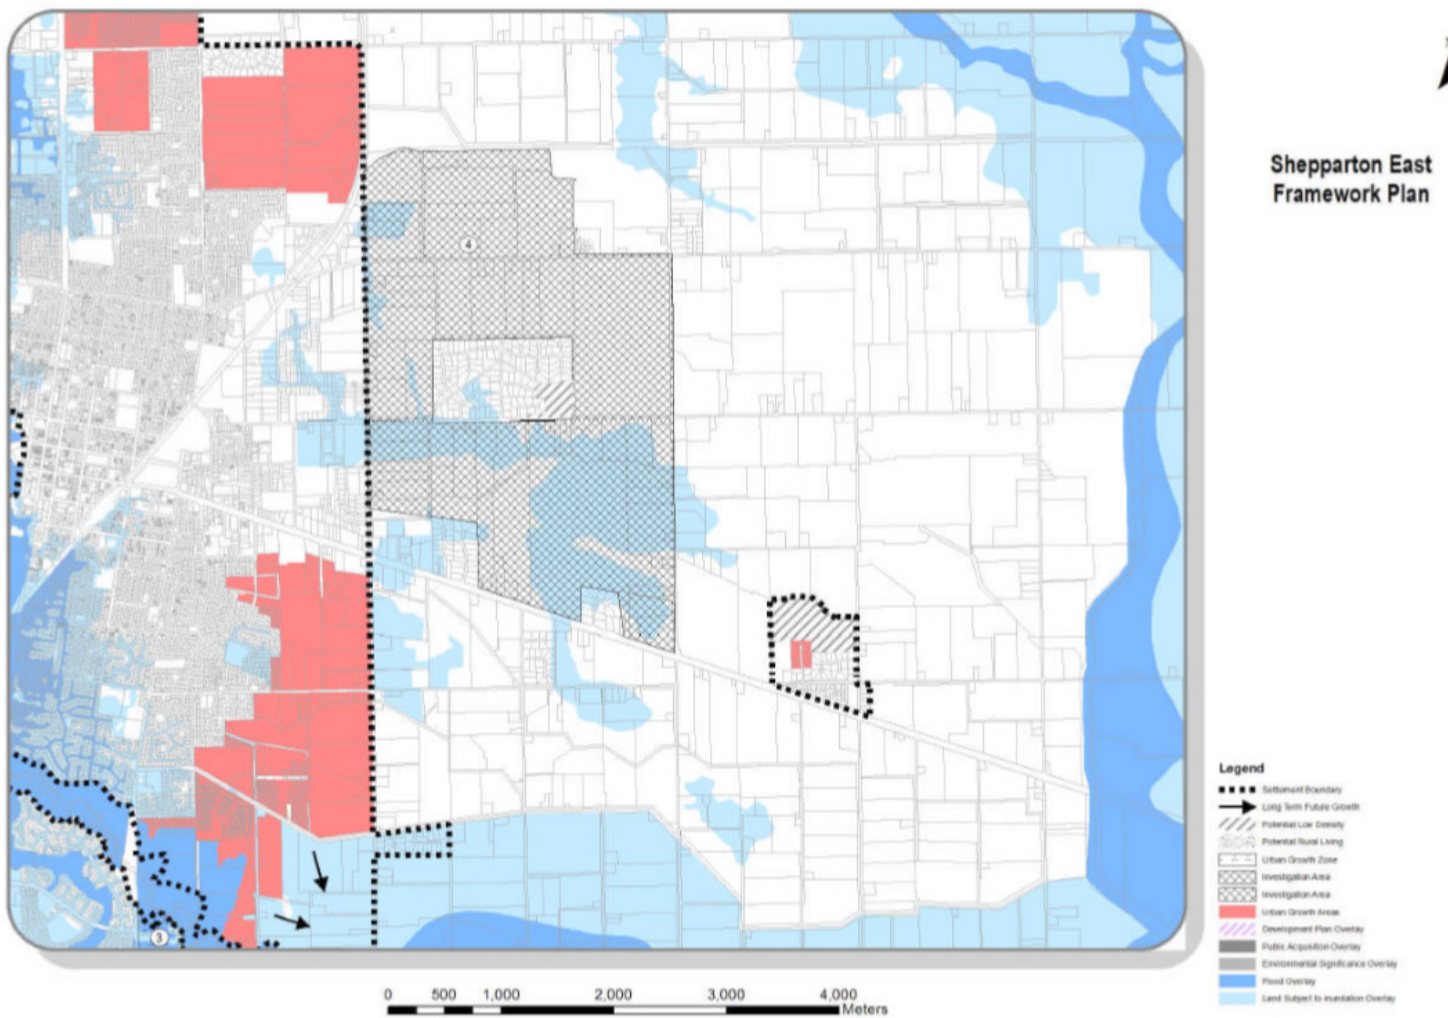 Shepparton East
Framework Plan
4
3
Legend
Settlement Boundary
Long Term Future Growth
Potential Low Density
Potential Rural Living
Urban Growth Zone
Investigation Area
Investigation Area
Urban Growth Areas
Development Plan Overlay
Public Acquisition Overlay
Environmental Significance Overlay
Flood Overlay
Land Subject to Inundation Overlay
0 500 1,000 2,000 3,000 4,000
Meters